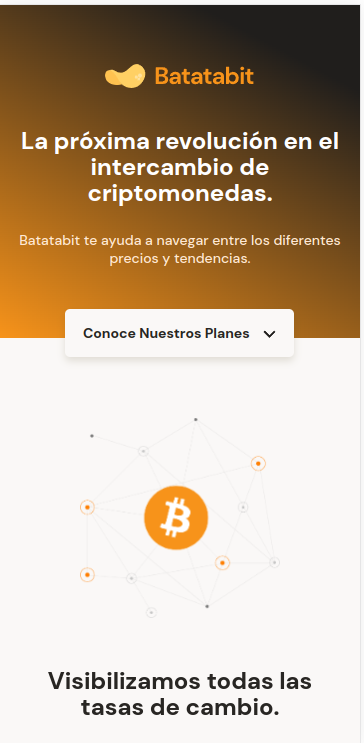 Batatabit
La próxima revolución en el
intercambio de
criptomonedas.
Batatabit te ayuda a navegar entre los diferentes
precios y tendencias.
Conoce Nuestros Planes
Visibilizamos todas las
tasas de cambio.